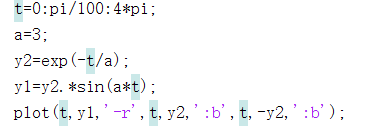 t=0:pi/100:4*pi;
a=3;
y2=exp(-t/a);
y1=y2.*sin(a*t);
plot(t,y1,'-r',t,y2,':b',t,-y2,':b');